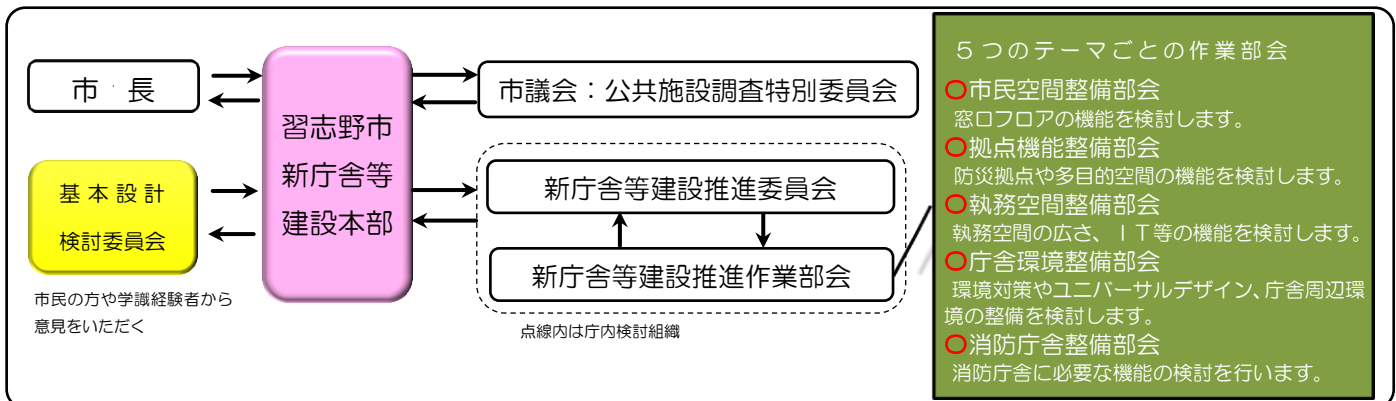 市 長
基 本 設 計
検討委員会
市民の方や学識経験者から
意見をいただく
習志野市
新庁舎等
建設本部
市議会：公共施設調査特別委員会
新庁舎等建設推進委員会
新庁舎等建設推進作業部会
点線内は庁内検討組織
５つのテーマごとの作業部会
○市民空間整備部会
窓口フロアの機能を検討します。
○拠点機能整備部会
防災拠点や多目的空間の機能を検討します。
○執務空間整備部会
執務空間の広さ、ＩＴ等の機能を検討します。
○庁舎環境整備部会
環境対策やユニバーサルデザイン、庁舎周辺環
境の整備を検討します。
○消防庁舎整備部会
消防庁舎に必要な機能の検討を行います。